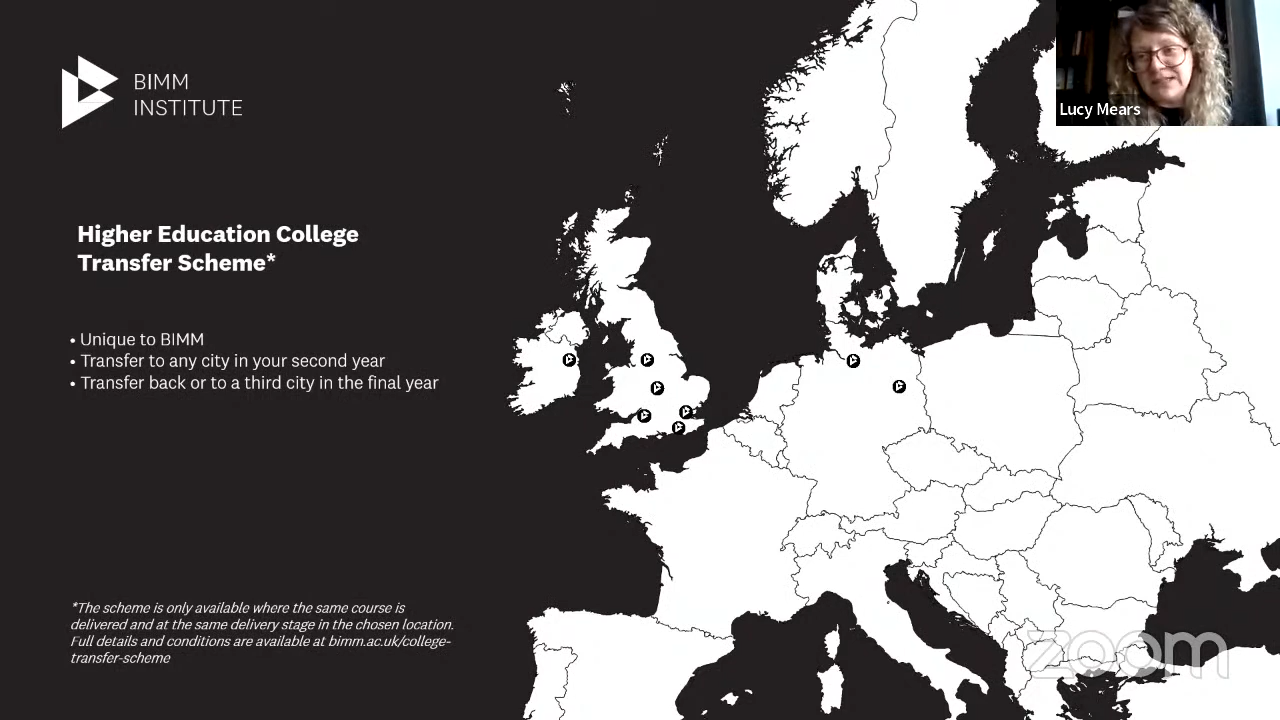 BIMM
INSTITUTE
Lucy Mears
Higher Education College
Transfer Scheme*
• Unique to BIMM
• Transfer to any city in your second year
• Transfer back or to a third city in the final year
*The scheme is only available where the same course is
delivered and at the same delivery stage in the chosen location.
Full details and conditions are available at bimm.ac.uk/college-
transfer-scheme
zoom